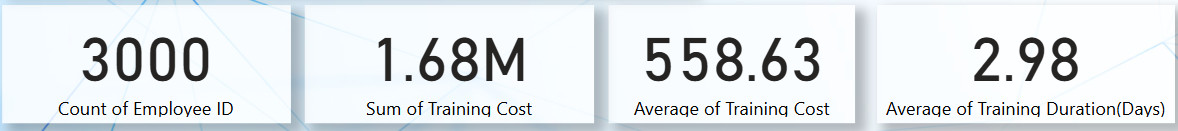 3000
Count of Employee ID
1.68M
Sum of Training Cost
558.63
Average of Training Cost
2.98
Average of Training Duration(Days)